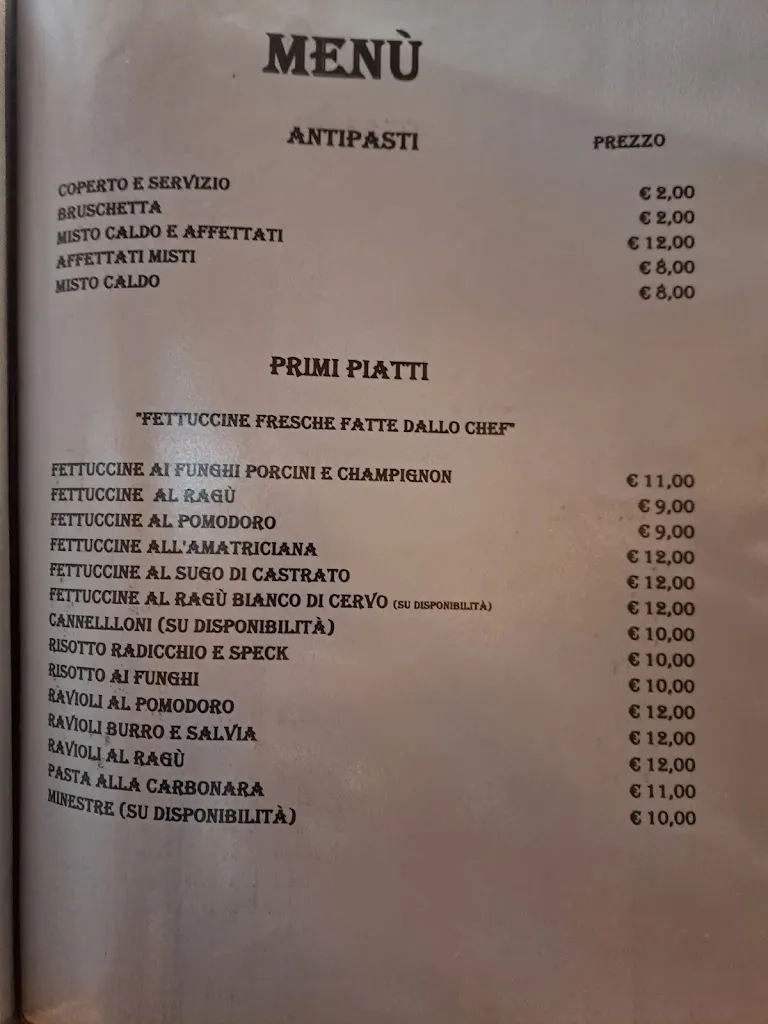 MENÙ
ANTIPASTI PREZZO
COPERTO E SERVIZIO € 2,00
BRUSCHETTA € 2,00
MISTO CALDO E AFFETTATI € 12,00
AFFETTATI MISTI € 8,00
MISTO CALDO € 8,00
PRIMI PIATTI
"FETTUCCINE FRESCHE FATTE DALLO CHEF"
FETTUCCINE AI FUNGHI PORCINI E CHAMPIGNON € 11,00
FETTUCCINE AL RAGÙ € 9,00
FETTUCCINE AL POMODORO € 9,00
FETTUCCINE ALL'AMATRICIANA € 12,00
FETTUCCINE AL SUGO DI CASTRATO € 12,00
FETTUCCINE AL RAGÙ BIANCO DI CERVO (SU DISPONIBILITÀ) € 12,00
CANNELLLONI (SU DISPONIBILITÀ) € 10,00
RISOTTO RADICCHIO E SPECK € 10,00
RISOTTO AI FUNGHI € 10,00
RAVIOLI AL POMODORO € 12,00
RAVIOLI BURRO E SALVIA € 12,00
RAVIOLI AL RAGÙ € 12,00
PASTA ALLA CARBONARA € 11,00
MINESTRE (SU DISPONIBILITÀ) € 10,00